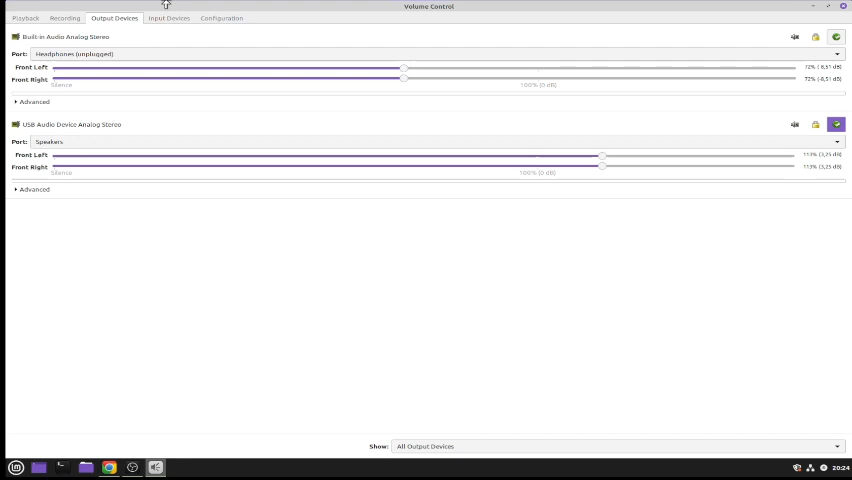 Volume Control
Playback Recording Output Devices Input Devices Configuration
Built-in Audio Analog Stereo
Port: Headphones (unplugged)
Front Left 72% (-8,51 dB)
Front Right 72% (-8,51 dB)
Silence 100% (0 dB)
Advanced
USB Audio Device Analog Stereo
Port: Speakers
Front Left 113% (3,25 dB)
Front Right 113% (3,25 dB)
Silence 100% (0 dB)
Advanced
Show: All Output Devices
20:24